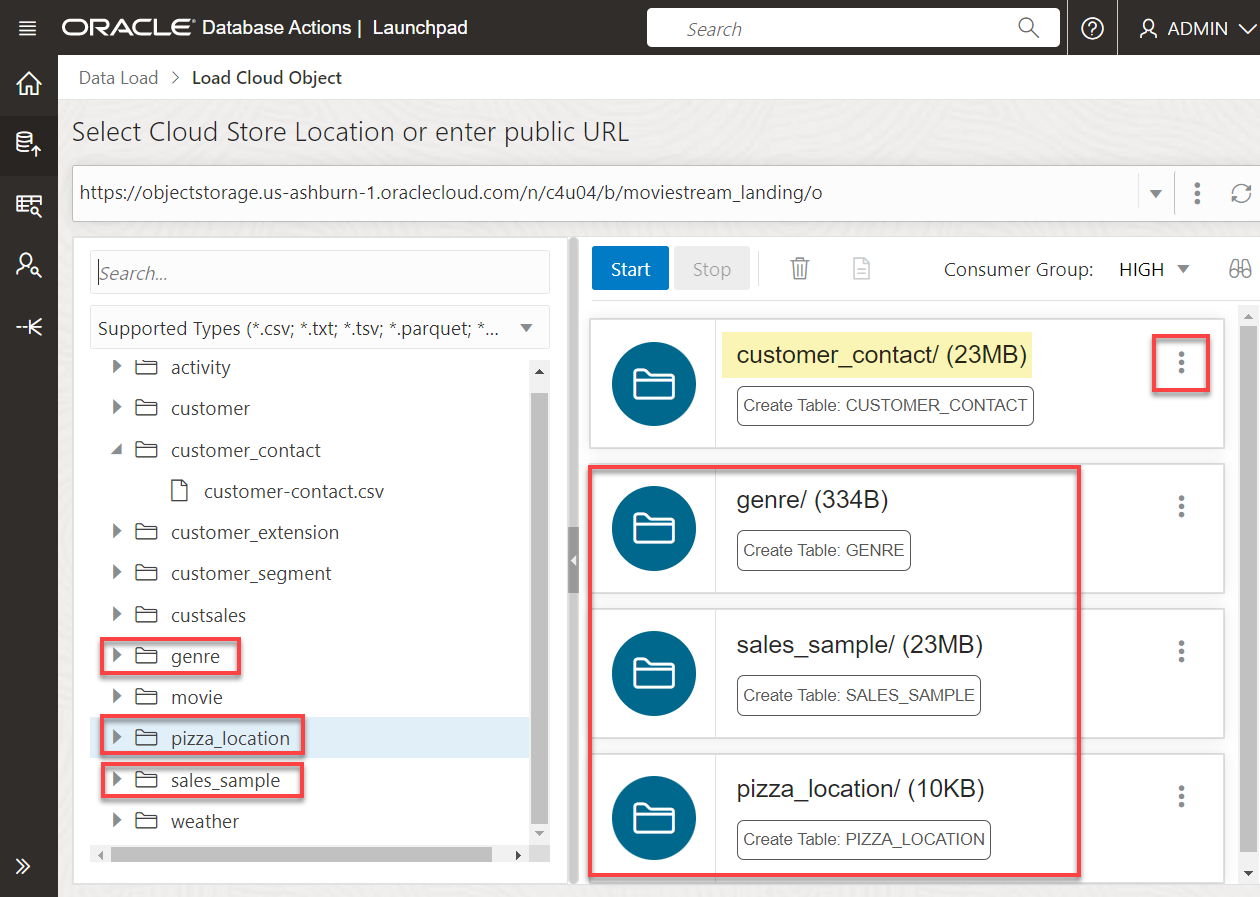 ORACLE® Database Actions | Launchpad
Search
ADMIN
Data Load > Load Cloud Object
Select Cloud Store Location or enter public URL
https://objectstorage.us-ashburn-1.oraclecloud.com/n/c4u04/b/moviestream_landing/o
Search...
Supported Types (*.csv; *.txt; *.tsv; *.parquet; *...
activity
customer
customer_contact
customer-contact.csv
customer_extension
customer_segment
custsales
genre
movie
pizza_location
sales_sample
weather
Start
Stop
Consumer Group: HIGH
customer_contact/ (23MB)
Create Table: CUSTOMER_CONTACT
genre/ (334B)
Create Table: GENRE
sales_sample/ (23MB)
Create Table: SALES_SAMPLE
pizza_location/ (10KB)
Create Table: PIZZA_LOCATION